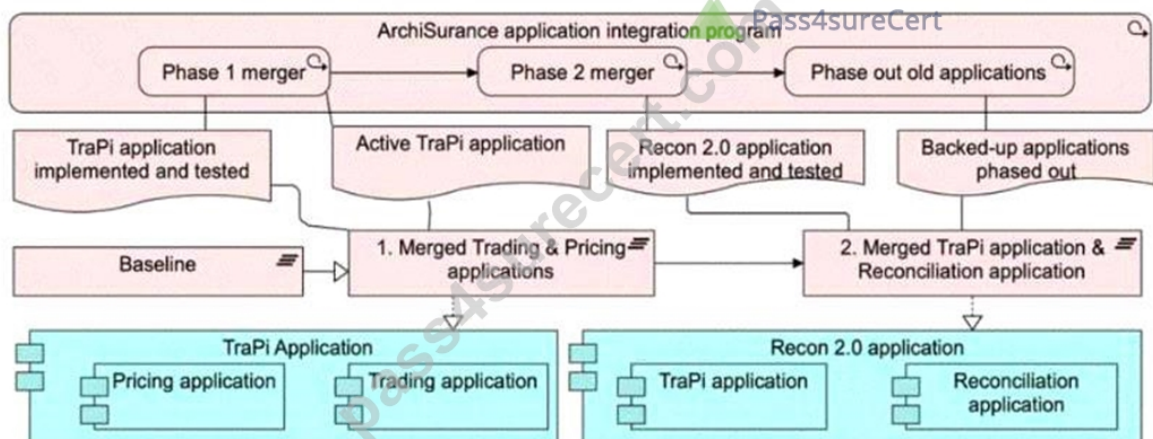 Pass4sureCert
ArchiSurance application integration program
Phase 1 merger
Phase 2 merger
Phase out old applications
TraPi application
implemented and tested
Active TraPi application
Recon 2.0 application
implemented and tested
Backed-up applications
phased out
Baseline
1. Merged Trading & Pricing
applications
2. Merged TraPi application &
Reconciliation application
TraPi Application
Pricing application
Trading application
Recon 2.0 application
TraPi application
Reconciliation
application
pass4surecert.com